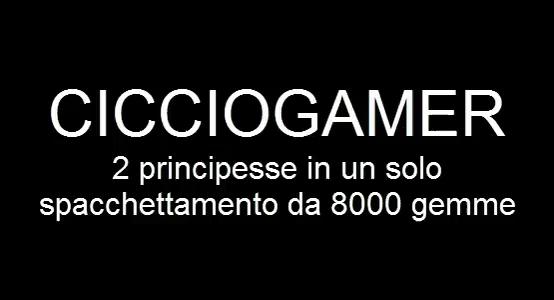 CICCIOGAMER
2 principesse in un solo
spacchettamento da 8000 gemme